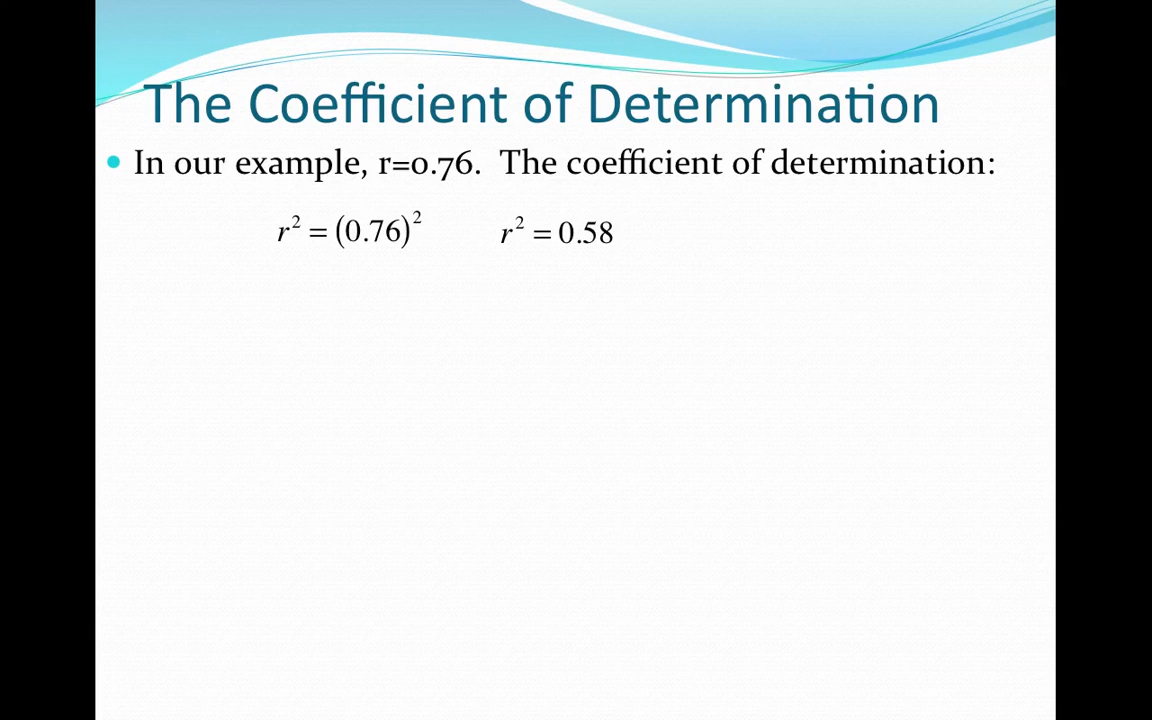 The Coefficient of Determination
• In our example, r=0.76. The coefficient of determination:
r² = (0.76)² r² = 0.58